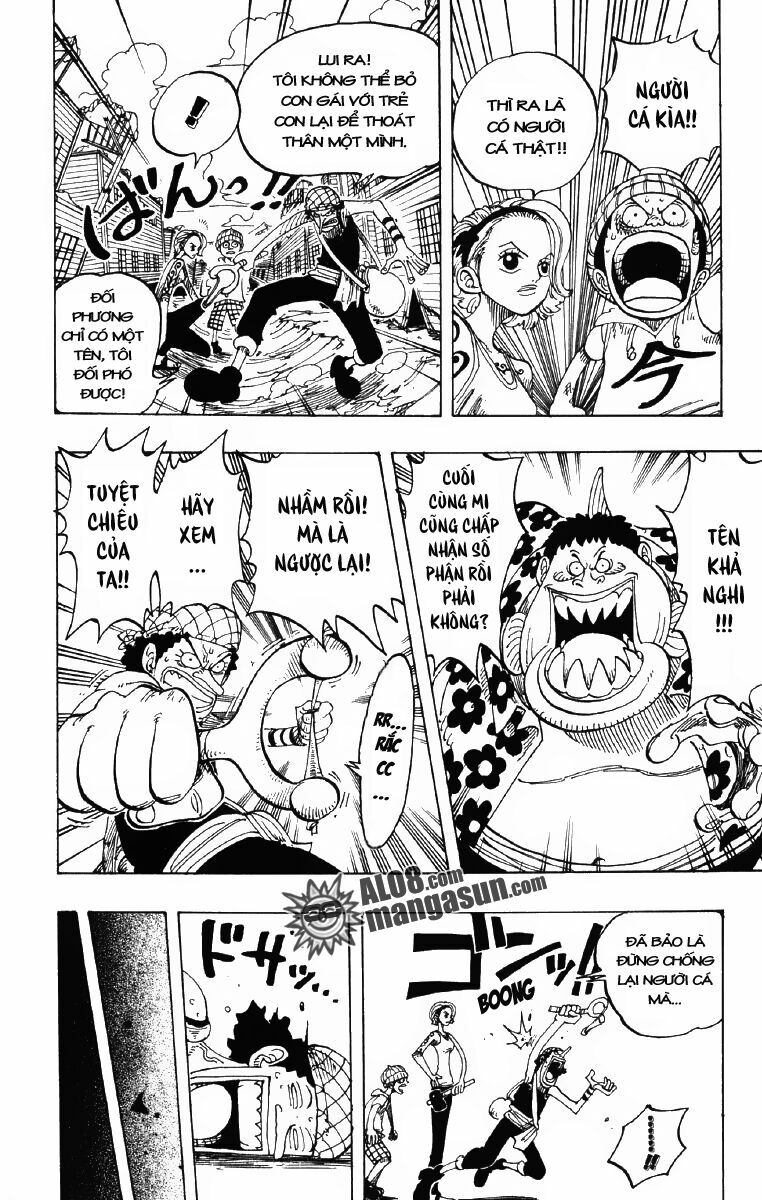 NGƯỜI
CÁ KÌA!!
THÌ RA LÀ
CÓ NGƯỜI
CÁ THẬT!!
今
LUI RA!
TÔI KHÔNG THỂ BỎ
CON GÁI VỚI TRẺ
CON LẠI ĐỂ THOÁT
THÂN MỘT MÌNH.
!
ばんっ!!
ĐỐI
PHƯƠNG
CHỈ CÓ MỘT
TÊN, TÔI
ĐỐI PHÓ
ĐƯỢC!
TÊN
KHẢ
NGHI
!!!
CUỐI
CÙNG MI
CŨNG CHẤP
NHẬN SỐ
PHẬN RỒI
PHẢI
KHÔNG?
NHẦM RỒI!
MÀ LÀ
NGƯỢC LẠI!
HÃY
XEM
...
TUYỆT
CHIÊU
CỦA
TA!!
RR...
RẮC
CC
...
AL08.com
mangasun.com
ĐÃ BẢO LÀ
ĐỪNG CHỐNG
LẠI NGƯỜI CÁ
MÀ...
ゴーン!
BOONG
......!!
ドサッ...